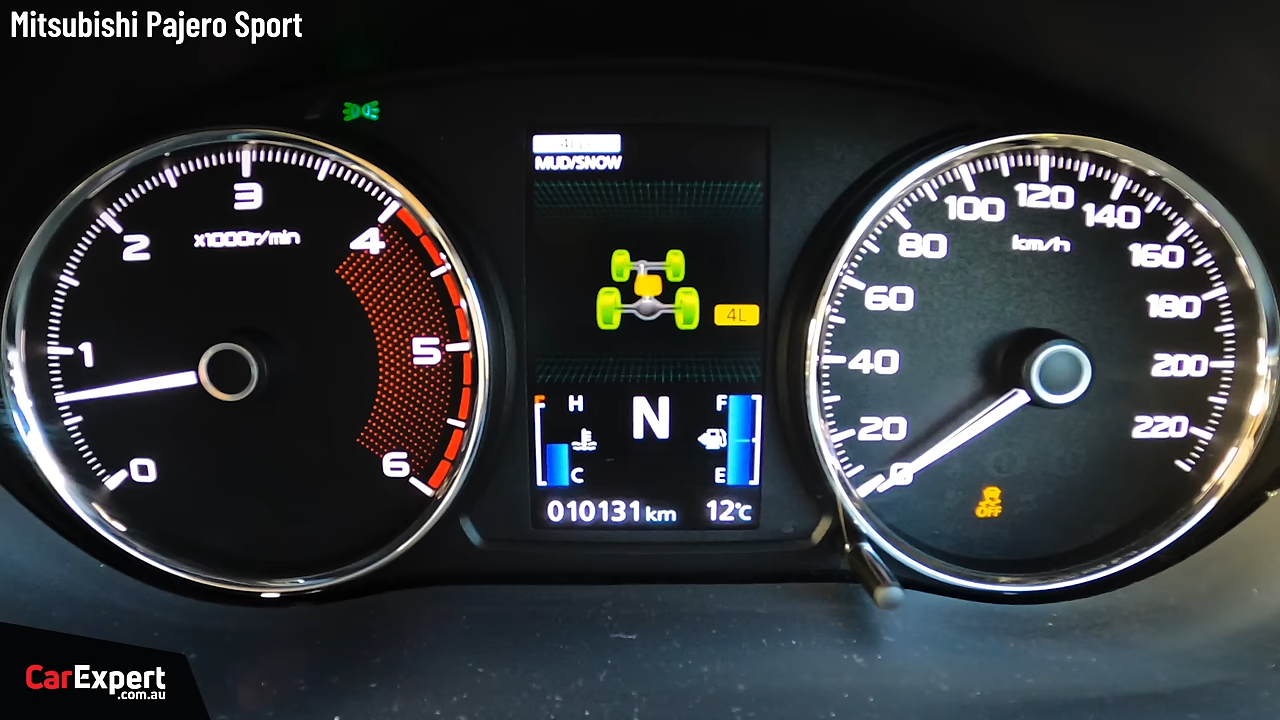 Mitsubishi Pajero Sport
MUD/SNOW
3
2
x1000r/min
4
1
5
0
6
4L
H
N
F
C
E
010131 km
12°C
100
120
140
80
km/h
160
60
180
40
200
20
220
0
OFF
CarExpert
.com.au